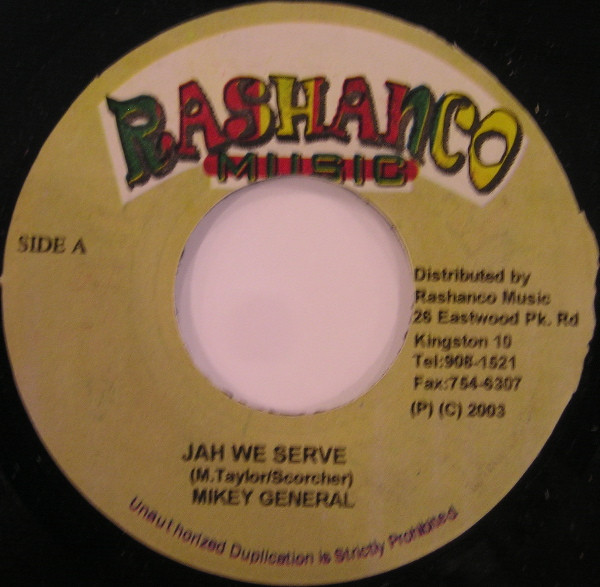 RASHANCO
MUSIC
SIDE A
Distributed by
Rashanco Music
26 Eastwood Pk. Rd
Kingston 10
Tel:908-1521
Fax:754-6307
(P) (C) 2003
JAH WE SERVE
(M.Taylor/Scorcher)
MIKEY GENERAL
Unauthorized Duplication is Strictly Prohibited